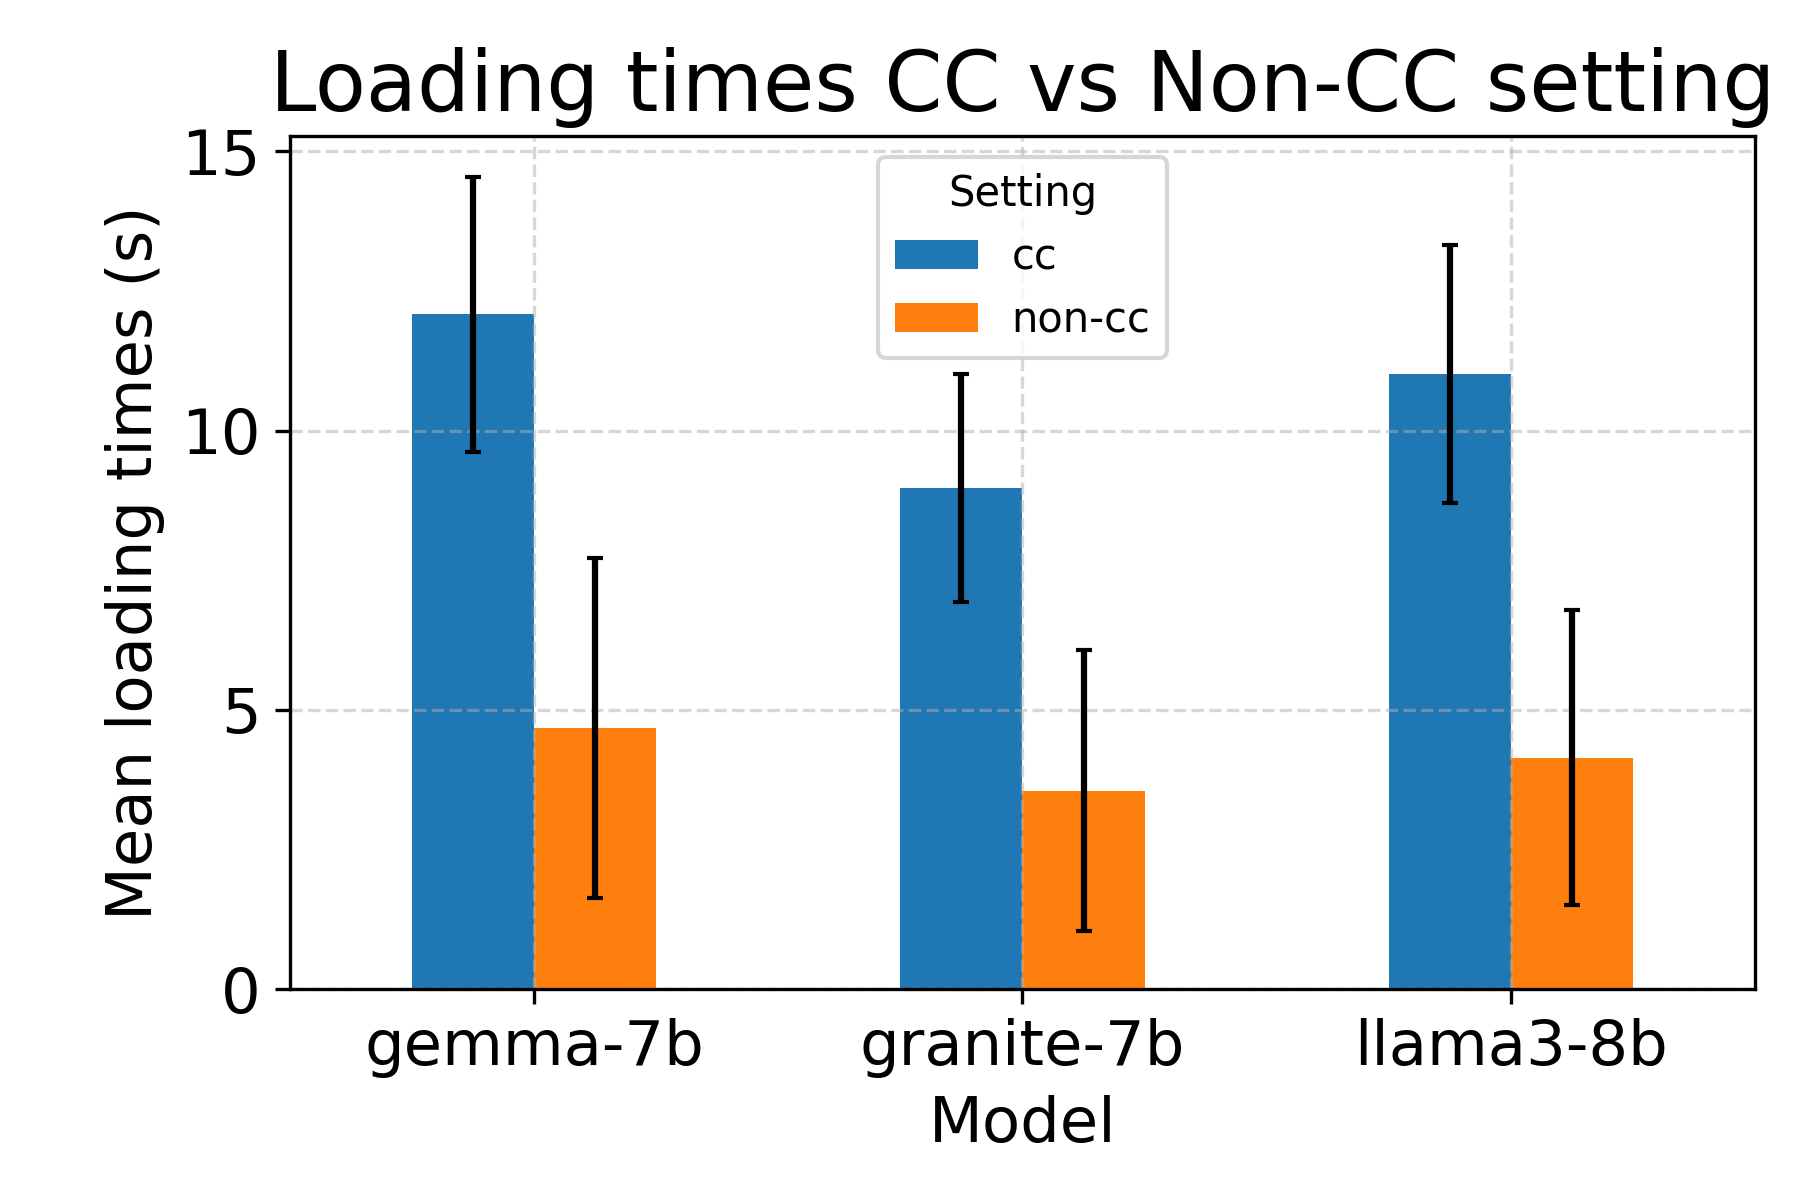 Loading times CC vs Non-CC setting
Mean loading times (s)
15
10
5
0
Setting
cc
non-cc
gemma-7b
granite-7b
llama3-8b
Model